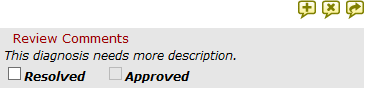 Review Comments
This diagnosis needs more description.
Resolved Approved